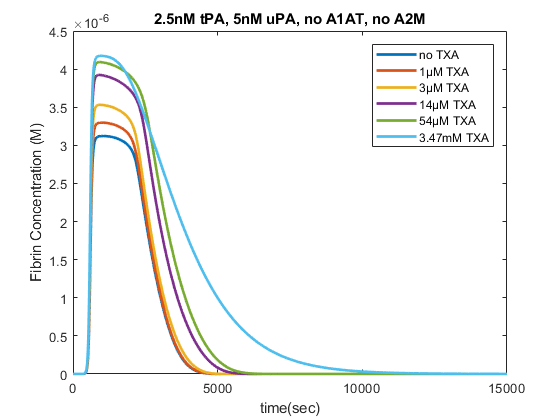 2.5nM tPA, 5nM uPA, no A1AT, no A2M
×10⁻⁶
4.5
4
3.5
3
2.5
2
1.5
1
0.5
0
Fibrin Concentration (M)
no TXA
1µM TXA
3µM TXA
14µM TXA
54µM TXA
3.47mM TXA
0 5000 10000 15000
time(sec)